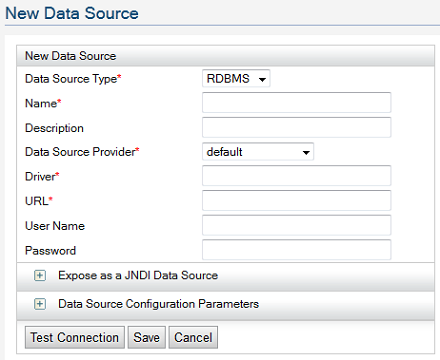 New Data Source
New Data Source
Data Source Type* RDBMS
Name*
Description
Data Source Provider* default
Driver*
URL*
User Name
Password
Expose as a JNDI Data Source
Data Source Configuration Parameters
Test Connection Save Cancel